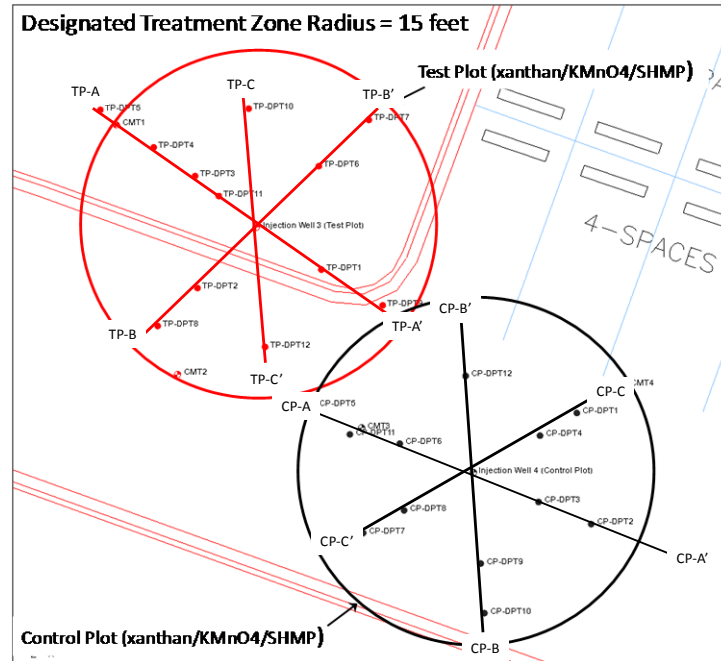 Designated Treatment Zone Radius = 15 feet
TP-C
Test Plot (xanthan/KMnO4/SHMP)
TP-A
TP-B'
TP-DPT5
TP-DPT10
CMT1
TP-DPT7
TP-DPT4
TP-DPT6
TP-DPT3
TP-DPT11
Injection Well 3 (Test Plot)
4-SPACES
TP-DPT1
TP-DPT2
TP-B
TP-DPT8
TP-A'
CP-B'
TP-DPT12
TP-C'
CMT2
CP-DPT12
CMT4
CP-C
CP-A
CP-DPT5
CP-DPT1
CMT3
CP-DPT11
CP-DPT6
CP-DPT4
Injection Well 4 (Control Plot)
CP-DPT3
CP-DPT8
CP-DPT2
CP-C'
CP-DPT7
CP-A'
CP-DPT9
CP-DPT10
Control Plot (xanthan/KMnO4/SHMP)
CP-B